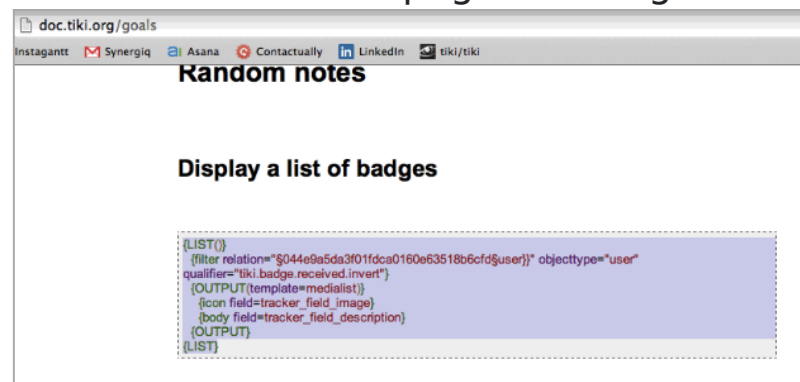 doc.tiki.org/goals
Instagantt Synergiq Asana Contactually LinkedIn tiki/tiki
Random notes
Display a list of badges
{LIST()}
{filter relation="§044e9a5da3f01fdca0160e63518b6cfd§user}}" objecttype="user"
qualifier="tiki.badge.received.invert"}
{OUTPUT(template=medialist)}
{icon field=tracker_field_image}
{body field=tracker_field_description}
{OUTPUT}
{LIST}